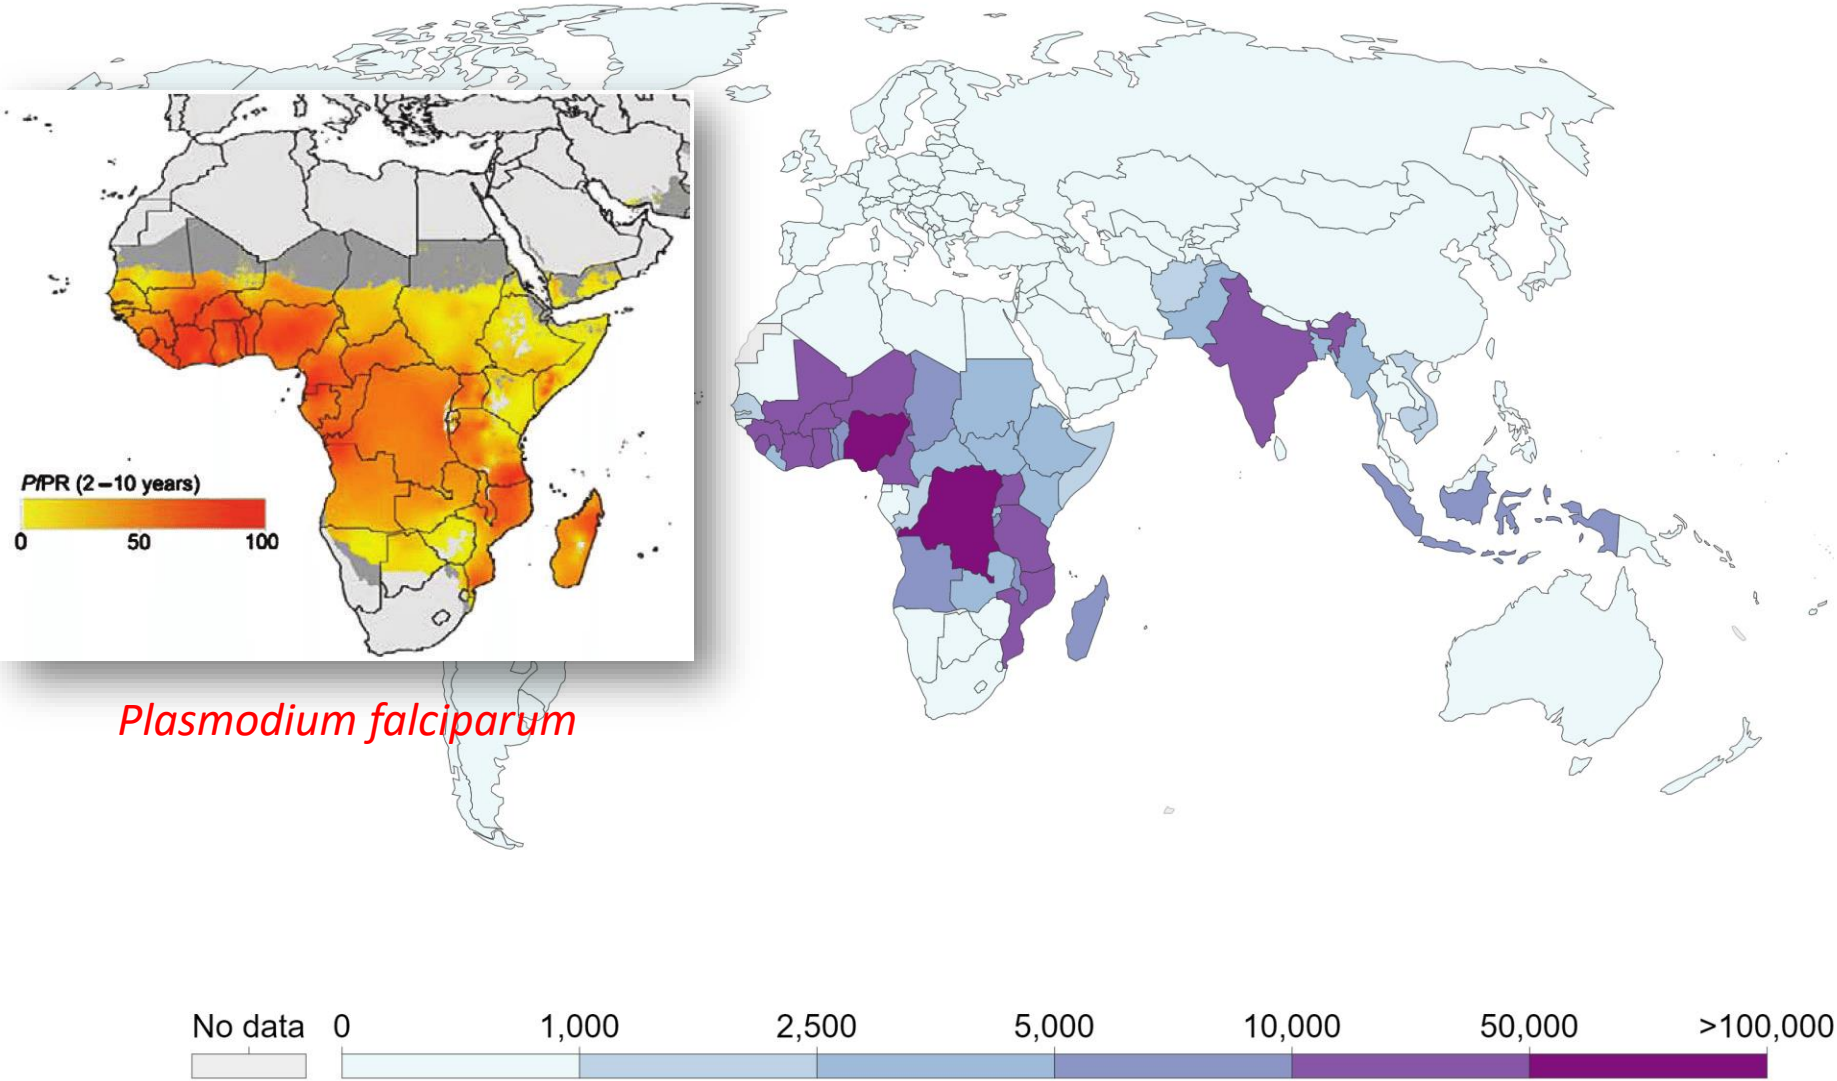 PfPR (2–10 years)
0 50 100
Plasmodium falciparum
No data 0 1,000 2,500 5,000 10,000 50,000 >100,000